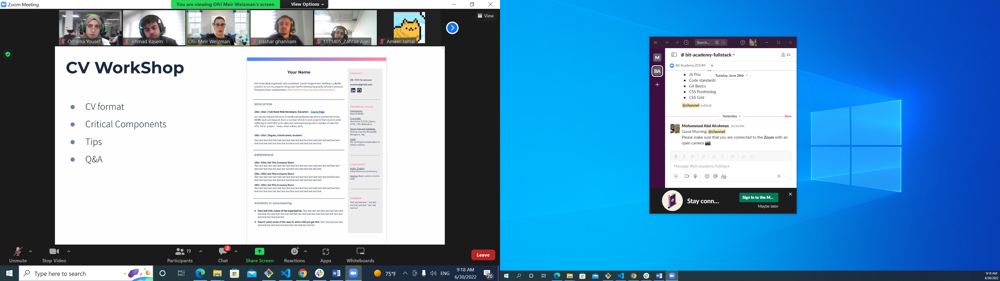 Zoom Meeting
You are viewing Ofri Meir Weizman's screen
View Options
View
Omama Yousef
Ahmad Basem
Ofri Meir Weizman
bashar ghannam
1171405_Zahraa Aqel
Ameer Jamal
CV WorkShop
CV format
Critical Components
Tips
Q&A
Your Name
Self-motivated, organized, and competent 'Junior Programmer' seeking a suitable
position to use my programming expertise for developing quality software products
fitting to clients' requirements. Add more from your personal life/experience
EDUCATION
201x -201x | Full Stack Web Developer, Elevation - Course Page
An industry-based intensive 3-month coding Bootcamp which covered the entire
MERN stack and beyond. Built a number of end-to-end projects from scratch while
adhering to solid OOP principles and communicating with a number of external
APIs. Finial project: name, what is does, tech,
201x -201x | Degree, school name, location:
Text text text text text text text text text text text text text text text text textText text
text text text text text text text text text text text text text text text
EXPERIENCE
201x -201x| Job Title,Company Name
Text text text text text text text text text text text text text text text text textText text
text text text text text text text text text text text text text text text
201x -201x| Job Title,Company Name
Text text text text text text text text text text text text text text text text textText text
text text text text text text text text text text text text text text text
201x -201x| Job Title,Company Name
Text text text text text text text text text text text text text text text text textText text
text text text text text text text text text text text text text text text
AWARDS or Volunteering
Year| job title, name of the organization.Text text text text text text text text text
text text text text text text text textText text text text text text text text text text
text text text text text text
Award: year| name of the award, where did you get this. Text text text text text
text text text text text text text text text text text textTex
CONTACT
(M) +972-5x-xxxxxxx
xxxxxxx@gmail.com
TECHNICAL SKILLS
Frameworks:
React & MobX
Client Side:
JavaScript (ES5/6), jQuery,
HTML, CSS, Materialize
Server Side and DataBase:
Node.js, Express, MongoDB,
Mongoose, SQL
Tools:
Git, working in collaboration in
GitHub, Heroku
LANGUAGES
Arabic, English:
Full professional proficiency
Hebrew: Basic communication
skills
HOBBIES
Text text text text / text text
text text text text / text text
text text
Unmute
Stop Video
19
Participants
2
Chat
Share Screen
Reactions
Apps
Whiteboards
Leave
Type here to search
75°F
ENG
9:18 AM
6/30/2022
20
Search...
M
BA
# bit-academy-fullstack
24
Bit Academy ZOOM
Tuesday, June 28th
JS This
Code standards
Git Basics
CSS Positioning
CSS Grid
@channel (edited)
Yesterday
New
Mohammad Abd Alrahman 10:54 PM
Good Morning @channel
Please make sure that you are connected to the Zoom with an
open camera
Message #bit-academy-fullstack
Aa
Stay conn...
Sign In to the M...
Maybe later
9:18 AM
6/30/2022